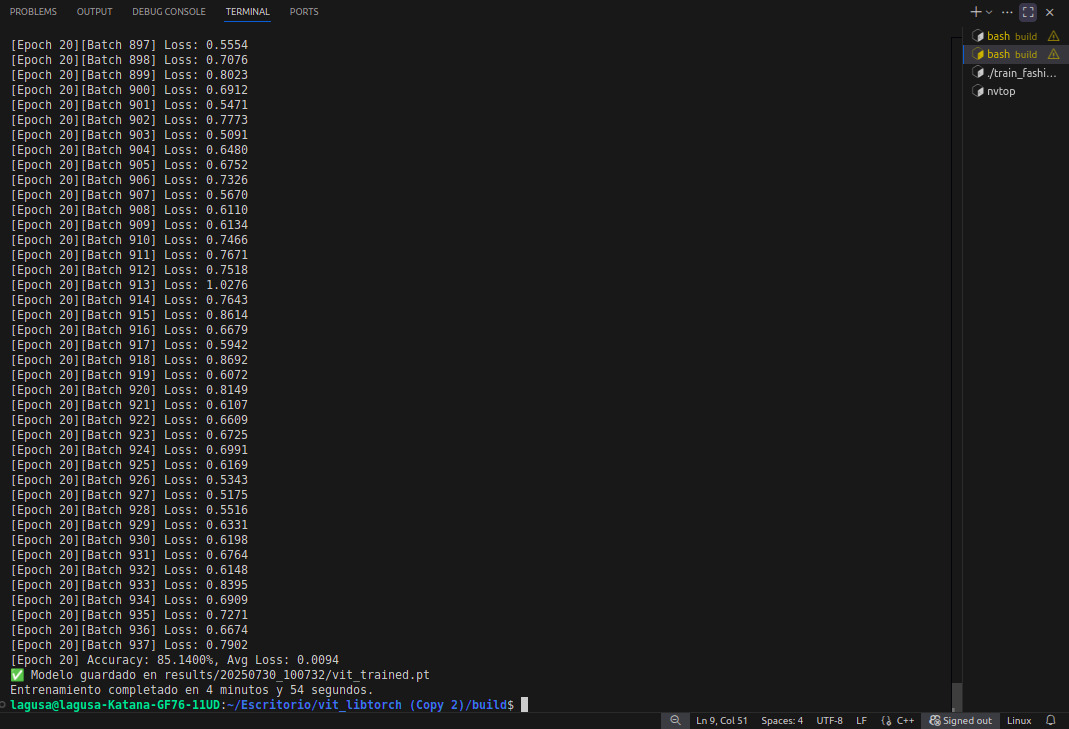 PROBLEMS OUTPUT DEBUG CONSOLE TERMINAL PORTS
[Epoch 20][Batch 897] Loss: 0.5554
[Epoch 20][Batch 898] Loss: 0.7076
[Epoch 20][Batch 899] Loss: 0.8023
[Epoch 20][Batch 900] Loss: 0.6912
[Epoch 20][Batch 901] Loss: 0.5471
[Epoch 20][Batch 902] Loss: 0.7773
[Epoch 20][Batch 903] Loss: 0.5091
[Epoch 20][Batch 904] Loss: 0.6480
[Epoch 20][Batch 905] Loss: 0.6752
[Epoch 20][Batch 906] Loss: 0.7326
[Epoch 20][Batch 907] Loss: 0.5670
[Epoch 20][Batch 908] Loss: 0.6110
[Epoch 20][Batch 909] Loss: 0.6134
[Epoch 20][Batch 910] Loss: 0.7466
[Epoch 20][Batch 911] Loss: 0.7671
[Epoch 20][Batch 912] Loss: 0.7518
[Epoch 20][Batch 913] Loss: 1.0276
[Epoch 20][Batch 914] Loss: 0.7643
[Epoch 20][Batch 915] Loss: 0.8614
[Epoch 20][Batch 916] Loss: 0.6679
[Epoch 20][Batch 917] Loss: 0.5942
[Epoch 20][Batch 918] Loss: 0.8692
[Epoch 20][Batch 919] Loss: 0.6072
[Epoch 20][Batch 920] Loss: 0.8149
[Epoch 20][Batch 921] Loss: 0.6107
[Epoch 20][Batch 922] Loss: 0.6609
[Epoch 20][Batch 923] Loss: 0.6725
[Epoch 20][Batch 924] Loss: 0.6991
[Epoch 20][Batch 925] Loss: 0.6169
[Epoch 20][Batch 926] Loss: 0.5343
[Epoch 20][Batch 927] Loss: 0.5175
[Epoch 20][Batch 928] Loss: 0.5516
[Epoch 20][Batch 929] Loss: 0.6331
[Epoch 20][Batch 930] Loss: 0.6198
[Epoch 20][Batch 931] Loss: 0.6764
[Epoch 20][Batch 932] Loss: 0.6148
[Epoch 20][Batch 933] Loss: 0.8395
[Epoch 20][Batch 934] Loss: 0.6909
[Epoch 20][Batch 935] Loss: 0.7271
[Epoch 20][Batch 936] Loss: 0.6674
[Epoch 20][Batch 937] Loss: 0.7902
[Epoch 20] Accuracy: 85.1400%, Avg Loss: 0.0094
✅ Modelo guardado en results/20250730_100732/vit_trained.pt
Entrenamiento completado en 4 minutos y 54 segundos.
lagusa@lagusa-Katana-GF76-11UD:~/Escritorio/vit_libtorch (Copy 2)/build$
bash build
bash build
./train_fashi...
nvtop
Ln 9, Col 51 Spaces: 4 UTF-8 LF C++ Signed out Linux